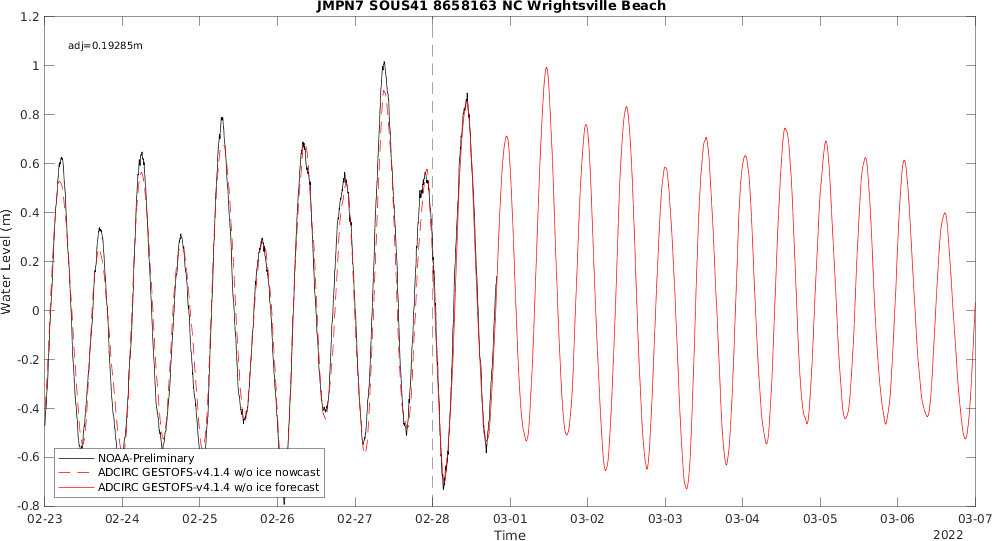 JMPN7 SOUS41 8658163 NC Wrightsville Beach
1.2
adj=0.19285m
1
0.8
0.6
0.4
0.2
0
-0.2
-0.4
-0.6
-0.8
Water Level (m)
NOAA-Preliminary
ADCIRC GESTOFS-v4.1.4 w/o ice nowcast
ADCIRC GESTOFS-v4.1.4 w/o ice forecast
02-23 02-24 02-25 02-26 02-27 02-28 03-01 03-02 03-03 03-04 03-05 03-06 03-07
Time
2022